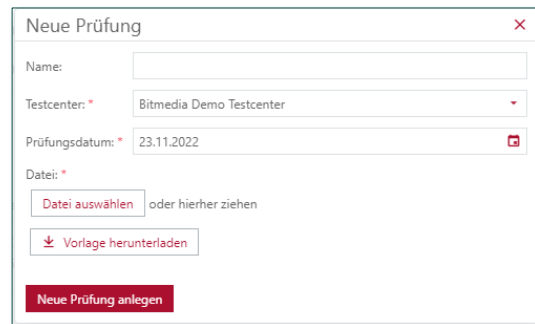 Neue Prüfung
Name:
Testcenter: * Bitmedia Demo Testcenter
Prüfungsdatum: * 23.11.2022
Datei: *
Datei auswählen oder hierher ziehen
Vorlage herunterladen
Neue Prüfung anlegen